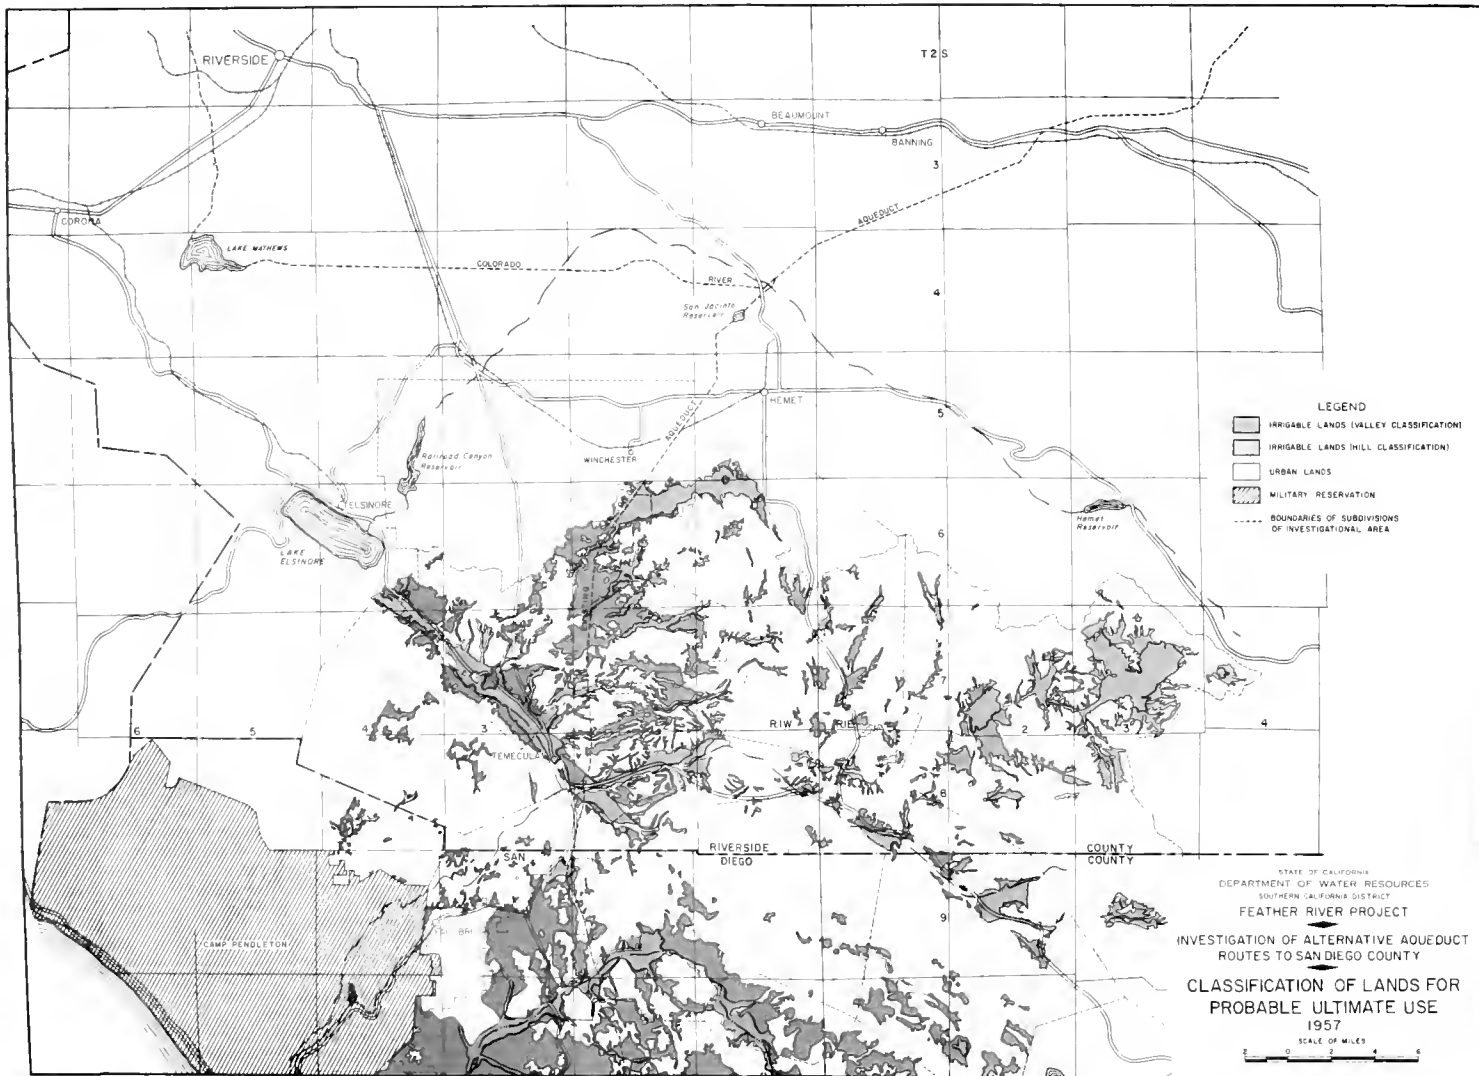 T 2 S
RIVERSIDE
BEAUMOUNT
BANNING
3
CORONA
AQUEDUCT
LAKE MATHEWS
COLORADO
RIVER
4
San Jacinto
Reservoir
HEMET
5
AQUEDUCT
WINCHESTER
Railroad Canyon
Reservoir
ELSINORE
LAKE
ELSINORE
Hemet
Reservoir
6
LEGEND
IRRIGABLE LANDS (VALLEY CLASSIFICATION)
IRRIGABLE LANDS (HILL CLASSIFICATION)
URBAN LANDS
MILITARY RESERVATION
BOUNDARIES OF SUBDIVISIONS
OF INVESTIGATIONAL AREA
7
6
5
4
3
R I W
R I E
2
3
4
TEMECULA
8
SAN
RIVERSIDE
DIEGO
COUNTY
COUNTY
9
CAMP PENDLETON
STATE OF CALIFORNIA
DEPARTMENT OF WATER RESOURCES
SOUTHERN CALIFORNIA DISTRICT
FEATHER RIVER PROJECT
INVESTIGATION OF ALTERNATIVE AQUEDUCT
ROUTES TO SAN DIEGO COUNTY
CLASSIFICATION OF LANDS FOR
PROBABLE ULTIMATE USE
1957
SCALE OF MILES
2 0 2 4 6